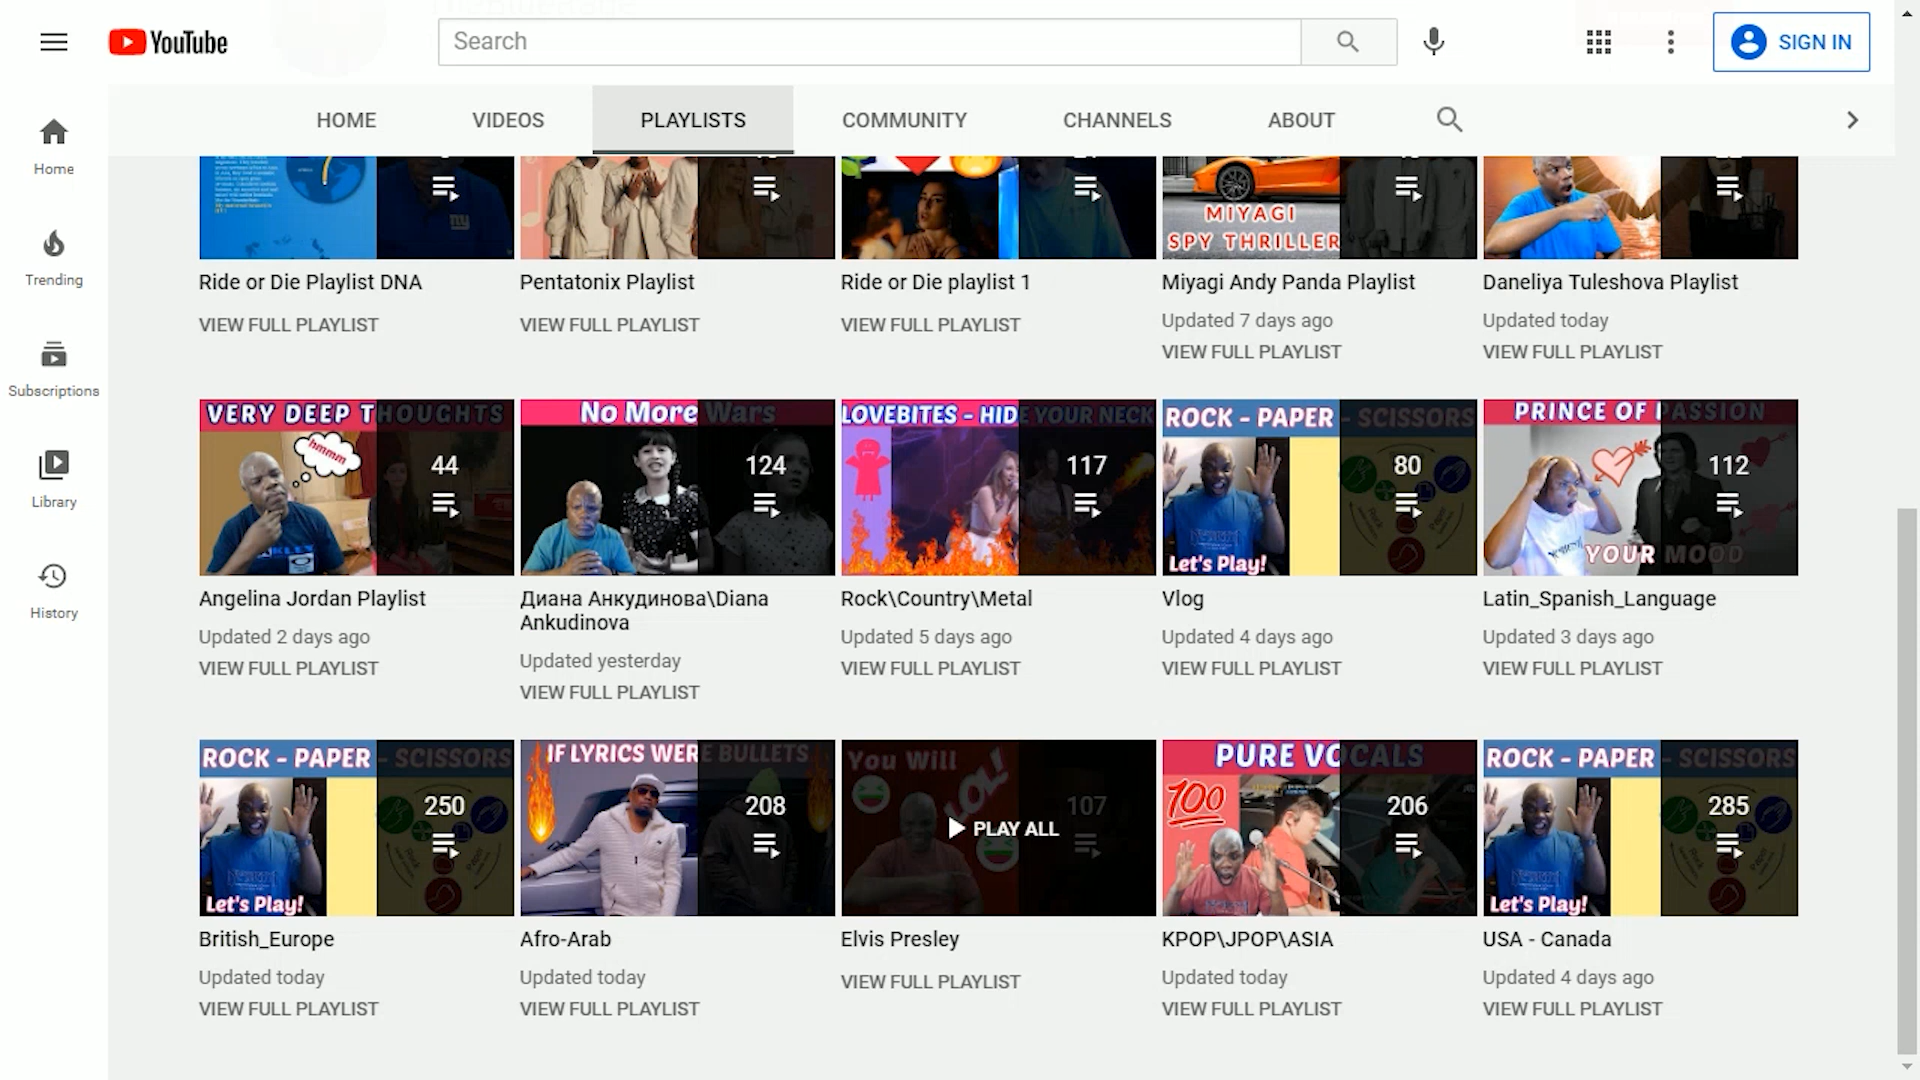 YouTube
Search
SIGN IN
HOME
VIDEOS
PLAYLISTS
COMMUNITY
CHANNELS
ABOUT
Home
Trending
Subscriptions
Library
History
MIYAGI
SPY THRILLER
Ride or Die Playlist DNA
Pentatonix Playlist
Ride or Die playlist 1
Miyagi Andy Panda Playlist
Daneliya Tuleshova Playlist
VIEW FULL PLAYLIST
VIEW FULL PLAYLIST
VIEW FULL PLAYLIST
Updated 7 days ago
Updated today
VIEW FULL PLAYLIST
VIEW FULL PLAYLIST
VERY DEEP THOUGHTS
hmmm
44
No More Wars
124
LOVEBITES - HIDE YOUR NECK
117
ROCK - PAPER - SCISSORS
80
Let's Play!
PRINCE OF PASSION
112
YOUR MOOD
Angelina Jordan Playlist
Updated 2 days ago
VIEW FULL PLAYLIST
Диана Анкудинова\Diana
Ankudinova
Updated yesterday
VIEW FULL PLAYLIST
Rock\Country\Metal
Updated 5 days ago
VIEW FULL PLAYLIST
Vlog
Updated 4 days ago
VIEW FULL PLAYLIST
Latin_Spanish_Language
Updated 3 days ago
VIEW FULL PLAYLIST
ROCK - PAPER - SCISSORS
250
Let's Play!
IF LYRICS WERE BULLETS
208
You Will
LOL!
107
PLAY ALL
PURE VOCALS
100
206
ROCK - PAPER - SCISSORS
285
Let's Play!
British_Europe
Updated today
VIEW FULL PLAYLIST
Afro-Arab
Updated today
VIEW FULL PLAYLIST
Elvis Presley
VIEW FULL PLAYLIST
KPOP\JPOP\ASIA
Updated today
VIEW FULL PLAYLIST
USA - Canada
Updated 4 days ago
VIEW FULL PLAYLIST